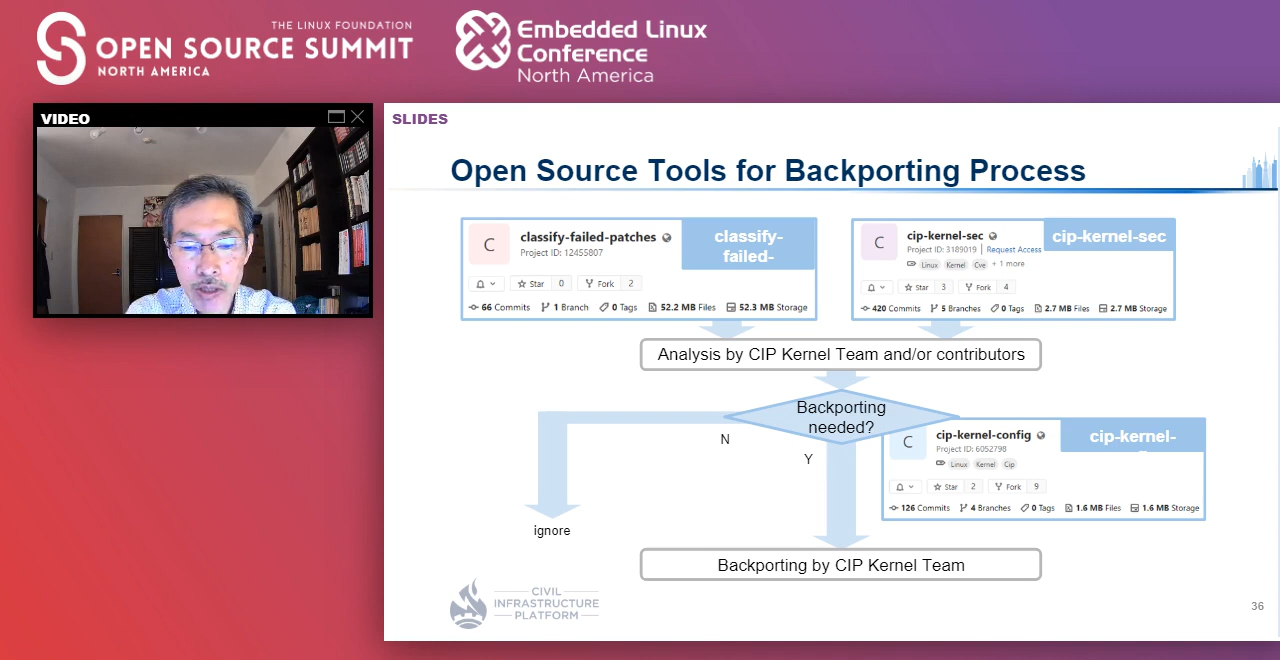 THE LINUX FOUNDATION
OPEN SOURCE SUMMIT
NORTH AMERICA
Embedded Linux
Conference
North America
VIDEO
SLIDES
Open Source Tools for Backporting Process
C
classify-failed-patches
Project ID: 12455807
Star 0
Fork 2
66 Commits 1 Branch 0 Tags 52.2 MB Files 52.3 MB Storage
classify-
failed-
C
cip-kernel-sec
Project ID: 3189019 | Request Access
Linux Kernel Cve + 1 more
Star 3
Fork 4
420 Commits 5 Branches 0 Tags 2.7 MB Files 2.7 MB Storage
cip-kernel-sec
Analysis by CIP Kernel Team and/or contributors
Backporting
needed?
N
Y
ignore
C
cip-kernel-config
Project ID: 6052798
Linux Kernel Cip
Star 2
Fork 9
126 Commits 4 Branches 0 Tags 1.6 MB Files 1.6 MB Storage
cip-kernel-
Backporting by CIP Kernel Team
CIVIL
INFRASTRUCTURE
PLATFORM
36